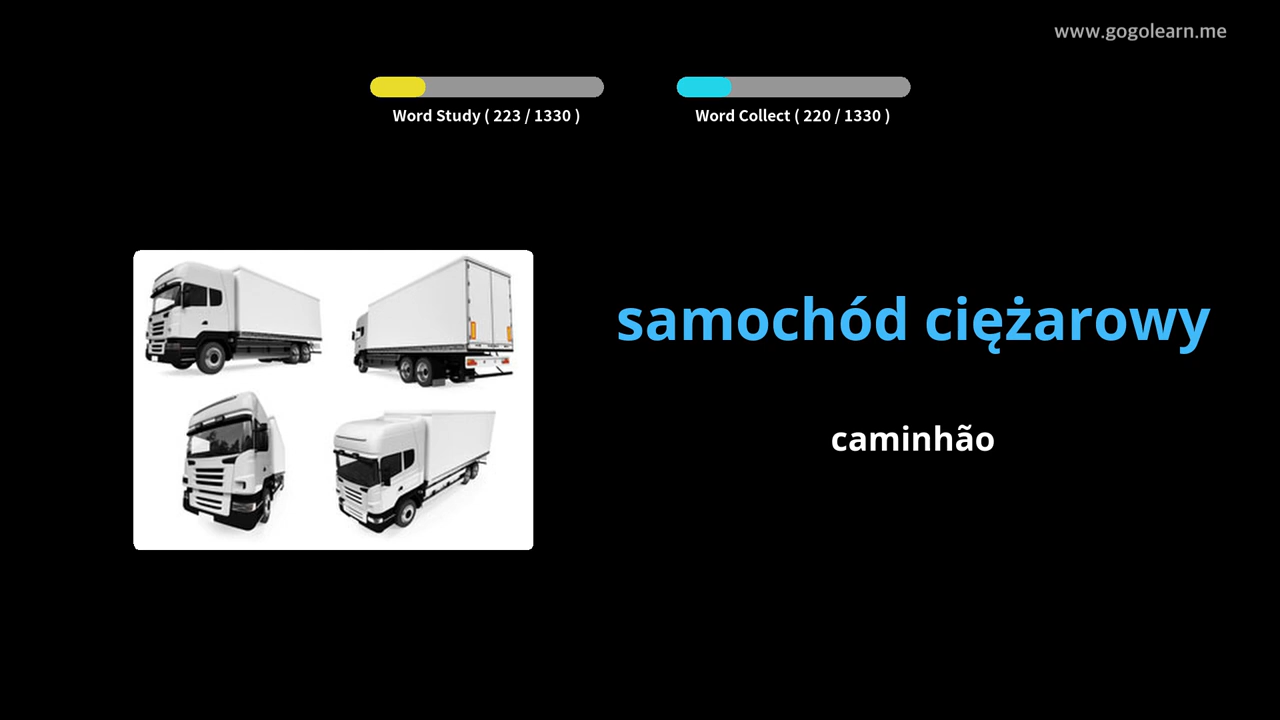 www.gogolearn.me
Word Study ( 223 / 1330 )
Word Collect ( 220 / 1330 )
samochód ciężarowy
caminhão